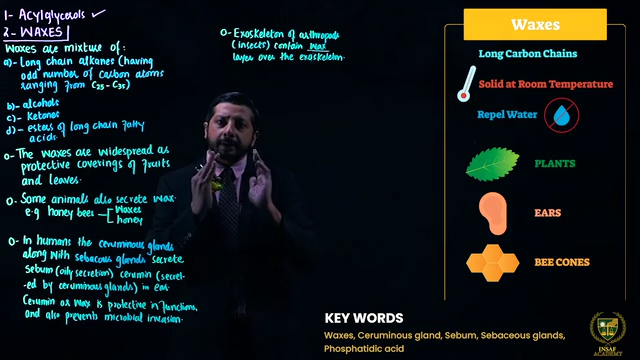 1- Acylglycerols ✓
2- WAXES
Waxes are mixture of:
a)- Long chain alkanes (having
odd number of Carbon atoms
ranging from C25-C35)
b)- alcohols
c)- Ketones
d)- esters of long chain fatty
acids.
o- The waxes are widespread as
protective coverings of fruits
and leaves.
o- Some animals also secrete wax.
e.g honey bees
Waxes
honey
o- In humans the ceruminous glands
along with sebacous glands secrete
Sebum (oily secretion) cerumin (secret-
-ed by ceruminous glands) in ear.
Cerumin or wax is protective in functions,
and also prevents microbial invasion.
o- Exoskeleton of arthropods
(insects) contain wax
layer over the exoskeleton.
Waxes
Long Carbon Chains
Solid at Room Temperature
Repel Water
PLANTS
EARS
BEE CONES
KEY WORDS
Waxes, Ceruminous gland, Sebum, Sebaceous glands,
Phosphatidic acid
INSAF
ACADEMY